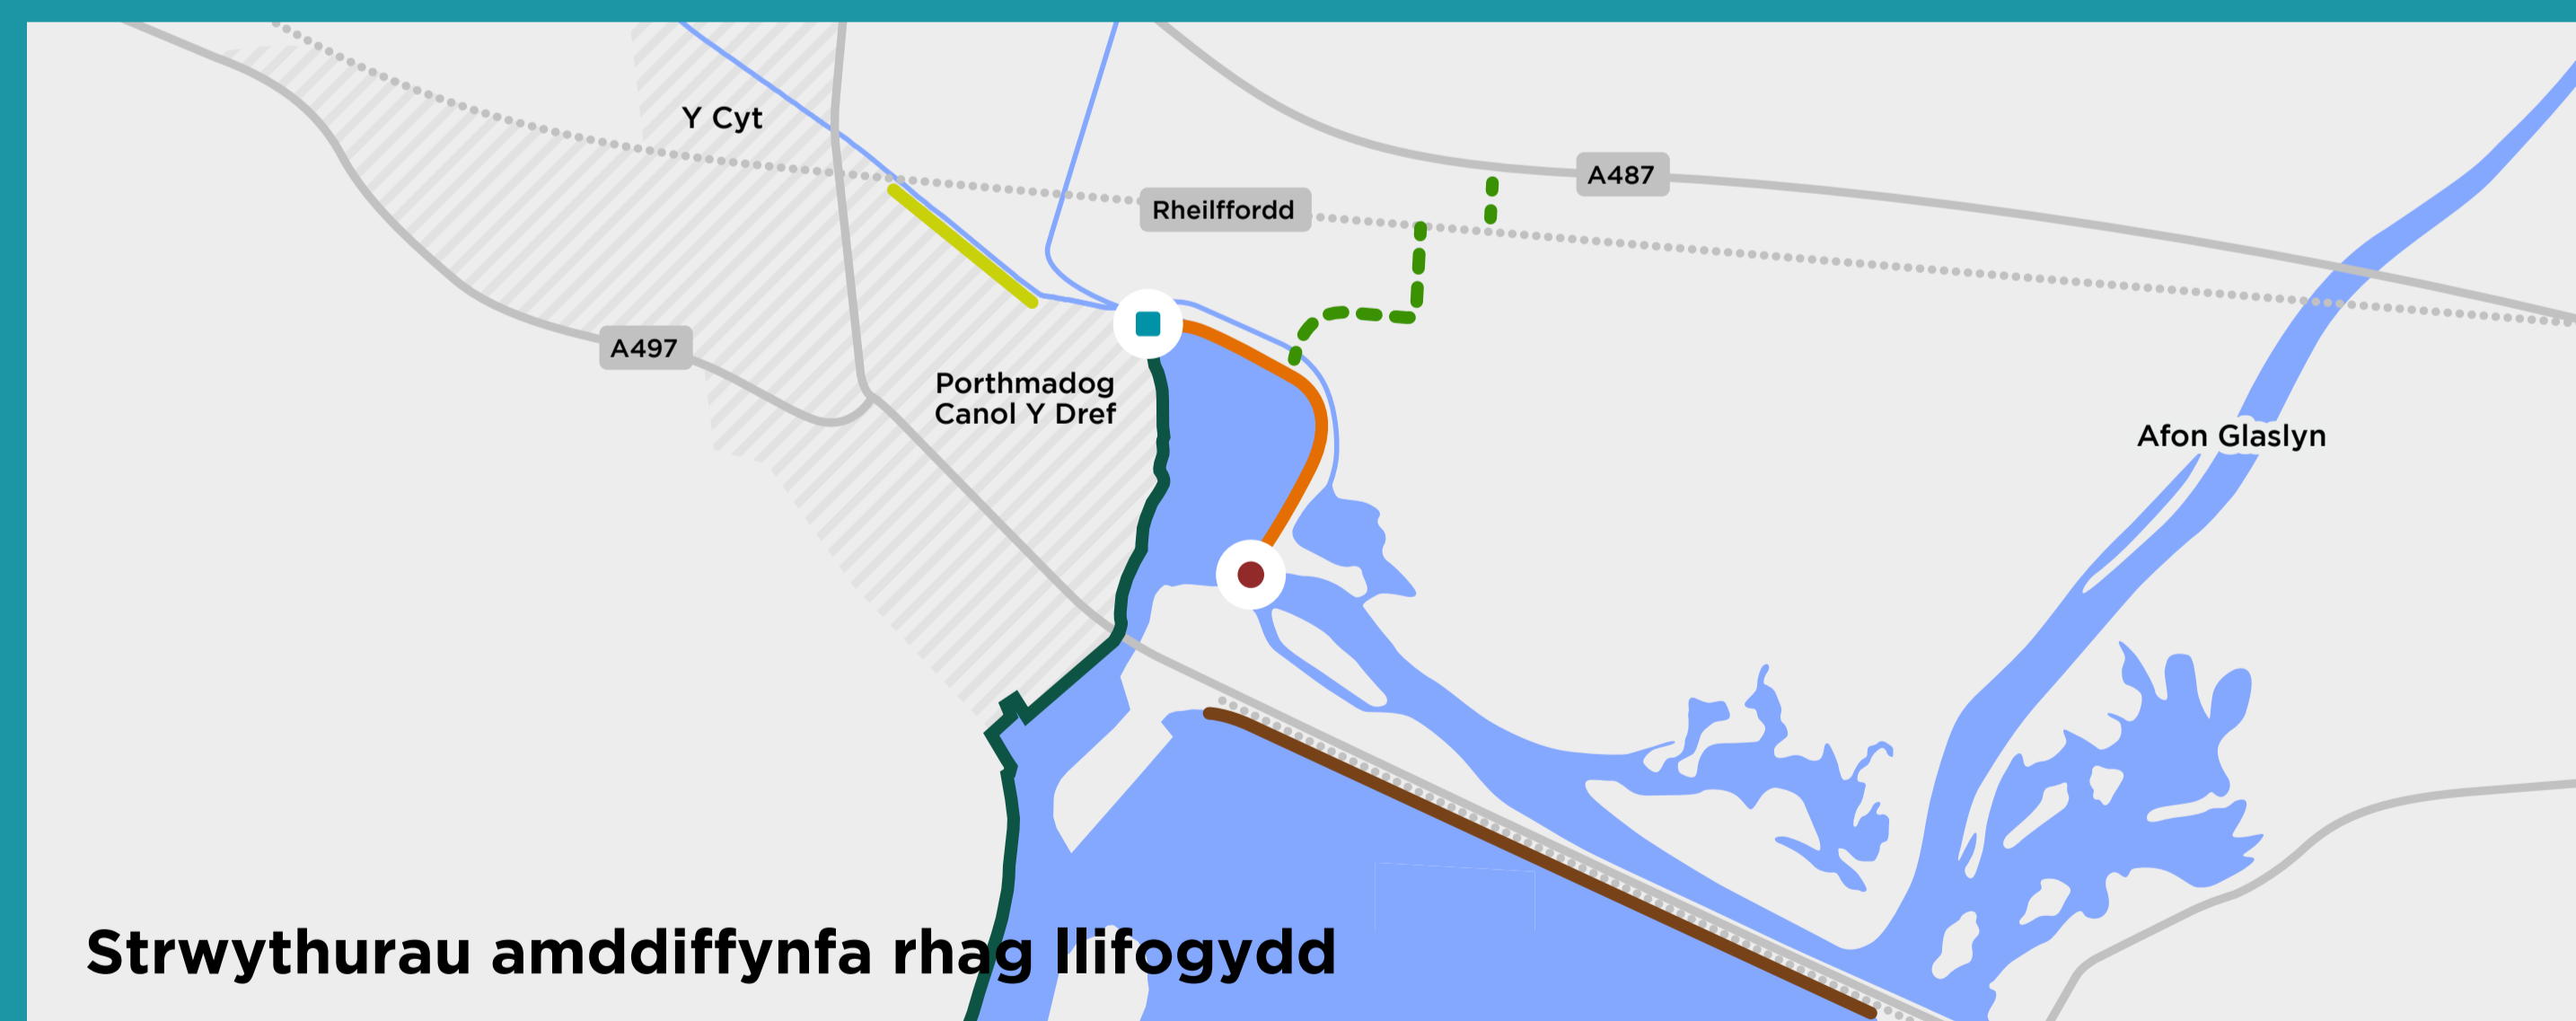 Y Cyt
A487
Rheilffordd
A497
Porthmadog
Canol Y Dref
Afon Glaslyn
Strwythurau amddiffynfa rhag llifogydd